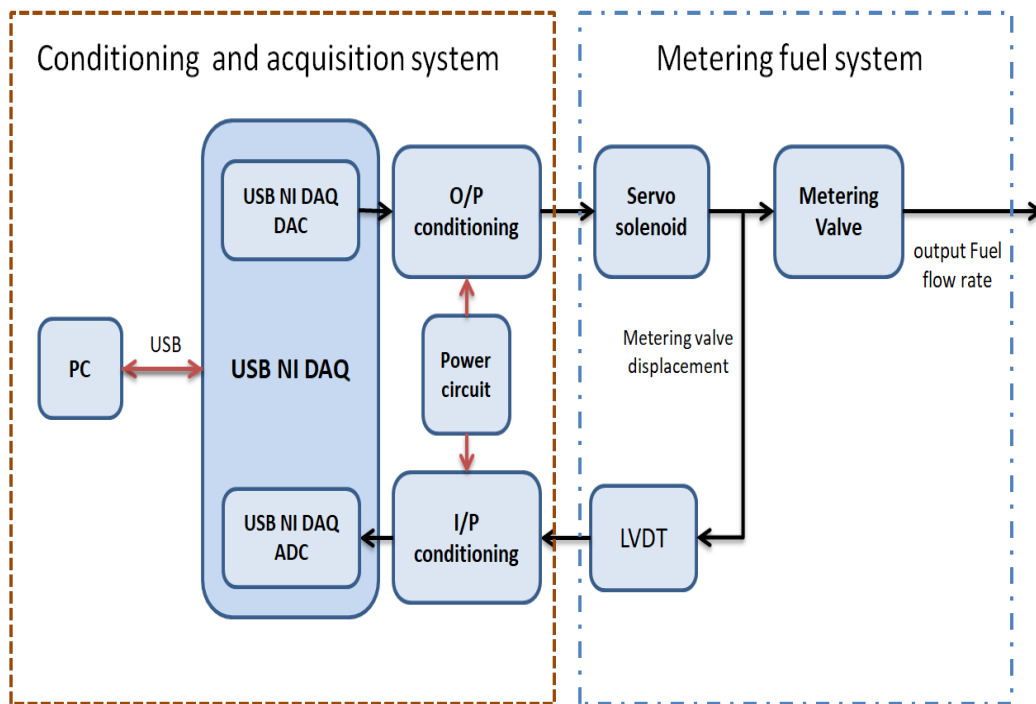 Conditioning and acquisition system
Metering fuel system
USB NI DAQ
DAC
O/P
conditioning
Servo
solenoid
Metering
Valve
output Fuel
flow rate
Metering valve
displacement
PC
USB
USB NI DAQ
Power
circuit
USB NI DAQ
ADC
I/P
conditioning
LVDT